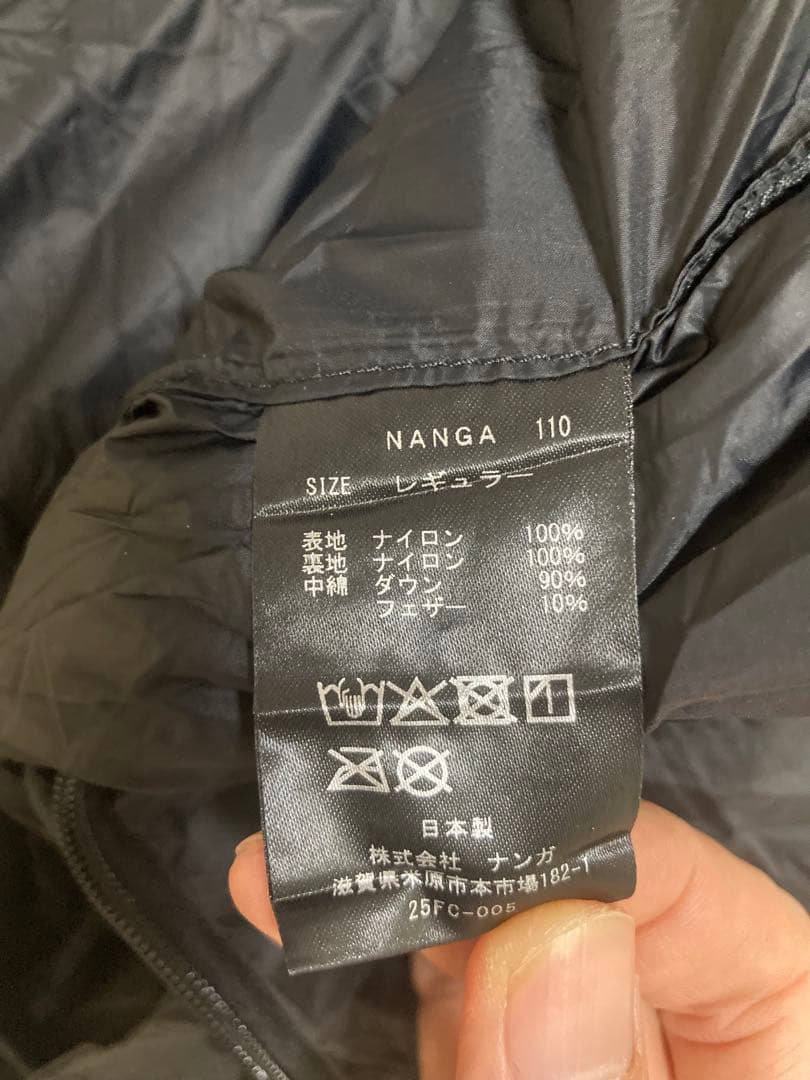 NANGA 110
SIZE レギュラー
表地 ナイロン 100%
裏地 ナイロン 100%
中綿 ダウン 90%
フェザー 10%
日本製
株式会社 ナンガ
滋賀県米原市本市場182-1
25FC-005